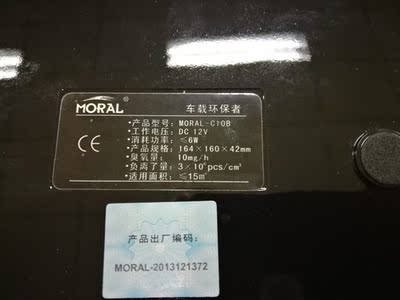 MORAL
车载环保者
CE
·产品型号：MORAL-C10B
·工作电压：DC 12V
·消耗功率：≤6W
·产品规格：164×160×42mm
·臭氧量：10mg/h
·负离子量：3×10⁶pcs/cm³
·适用面积：≤15m²
产品出厂编码：
MORAL-2013121372